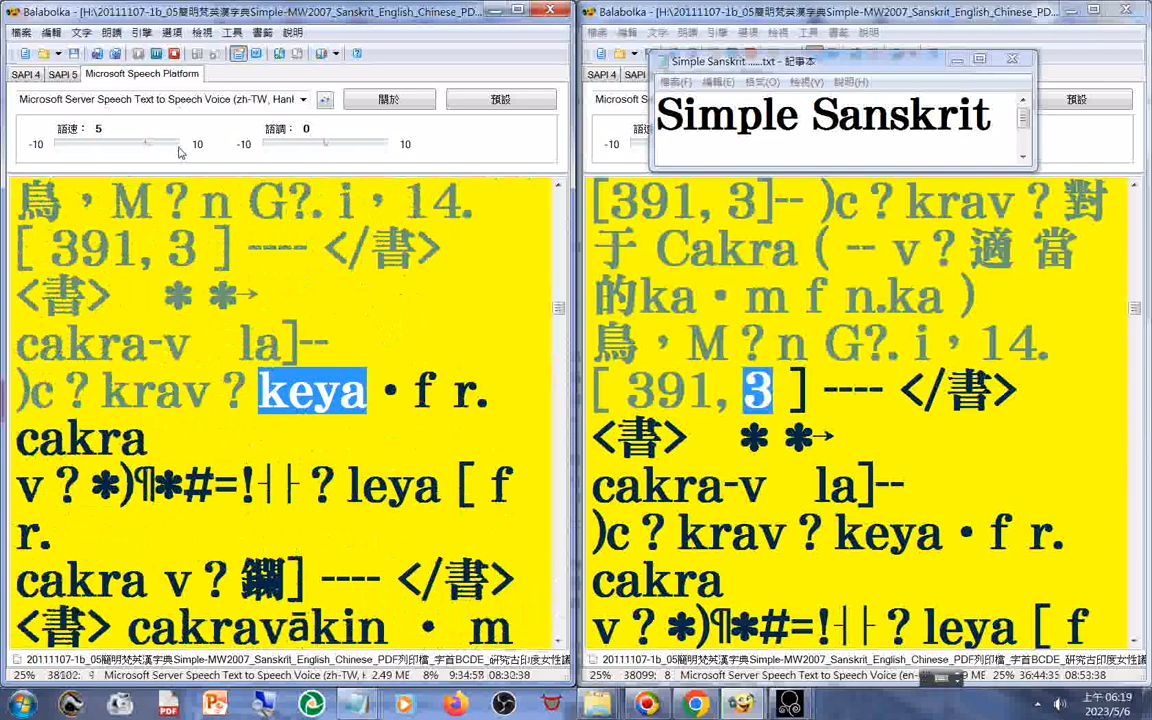 Balabolka - [H:\20111107-1b_05簡明梵英漢字典Simple-MW2007_Sanskrit_English_Chinese_PD...
檔案 編輯 文字 朗讀 引擎 選項 檢視 工具 書籤 說明
SAPI 4 SAPI 5 Microsoft Speech Platform
Microsoft Server Speech Text to Speech Voice (zh-TW, Hanl 關於 預設
語速： 5 語調： 0
-10 10 -10 10
鳥，M？n G?. i，14.
[ 391, 3 ] ---- </書>
<書> ✱ ✱→
cakra-v la]--
)c？krav？keya・f r.
cakra
v？✱)¶✱#=!┤├？leya [ f
r.
cakra v？鑭] ---- </書>
<書> cakravākin ・ m
20111107-1b_05簡明梵英漢字典Simple-MW2007_Sanskrit_English_Chinese_PDF列印檔_字首BCDE_研究古印度女性議
25% 38102: Microsoft Server Speech Text to Speech Voice (zh-TW, H 2.49 ME 8% 9:34:53 08:30:38
Balabolka - [H:\20111107-1b_05簡明梵英漢字典Simple-MW2007_Sanskrit_English_Chinese_PDF...
檔案 編輯
SAPI 4 SAPI
Microsoft S 預設
-10
Simple Sanskrit ......txt - 記事本
檔案(F) 編輯(E) 格式(O) 檢視(V) 說明(H)
Simple Sanskrit
[391, 3]-- )c？krav？對
于 Cakra ( -- v？適 當
的ka・m f n.ka )
鳥，M？n G?. i，14.
[ 391, 3 ] ---- </書>
<書> ✱ ✱→
cakra-v la]--
)c？krav？keya・f r.
cakra
v？✱)¶✱#=!┤├？leya [ f
20111107-1b_05簡明梵英漢字典Simple-MW2007_Sanskrit_English_Chinese_PDF列印檔_字首BCDE_研究古印度女性議
25% 38099: 8 Microsoft Server Speech Text to Speech Voice (zh-TW, 25% 36:44:35 08:53:38
上午 06:19
2023/5/6